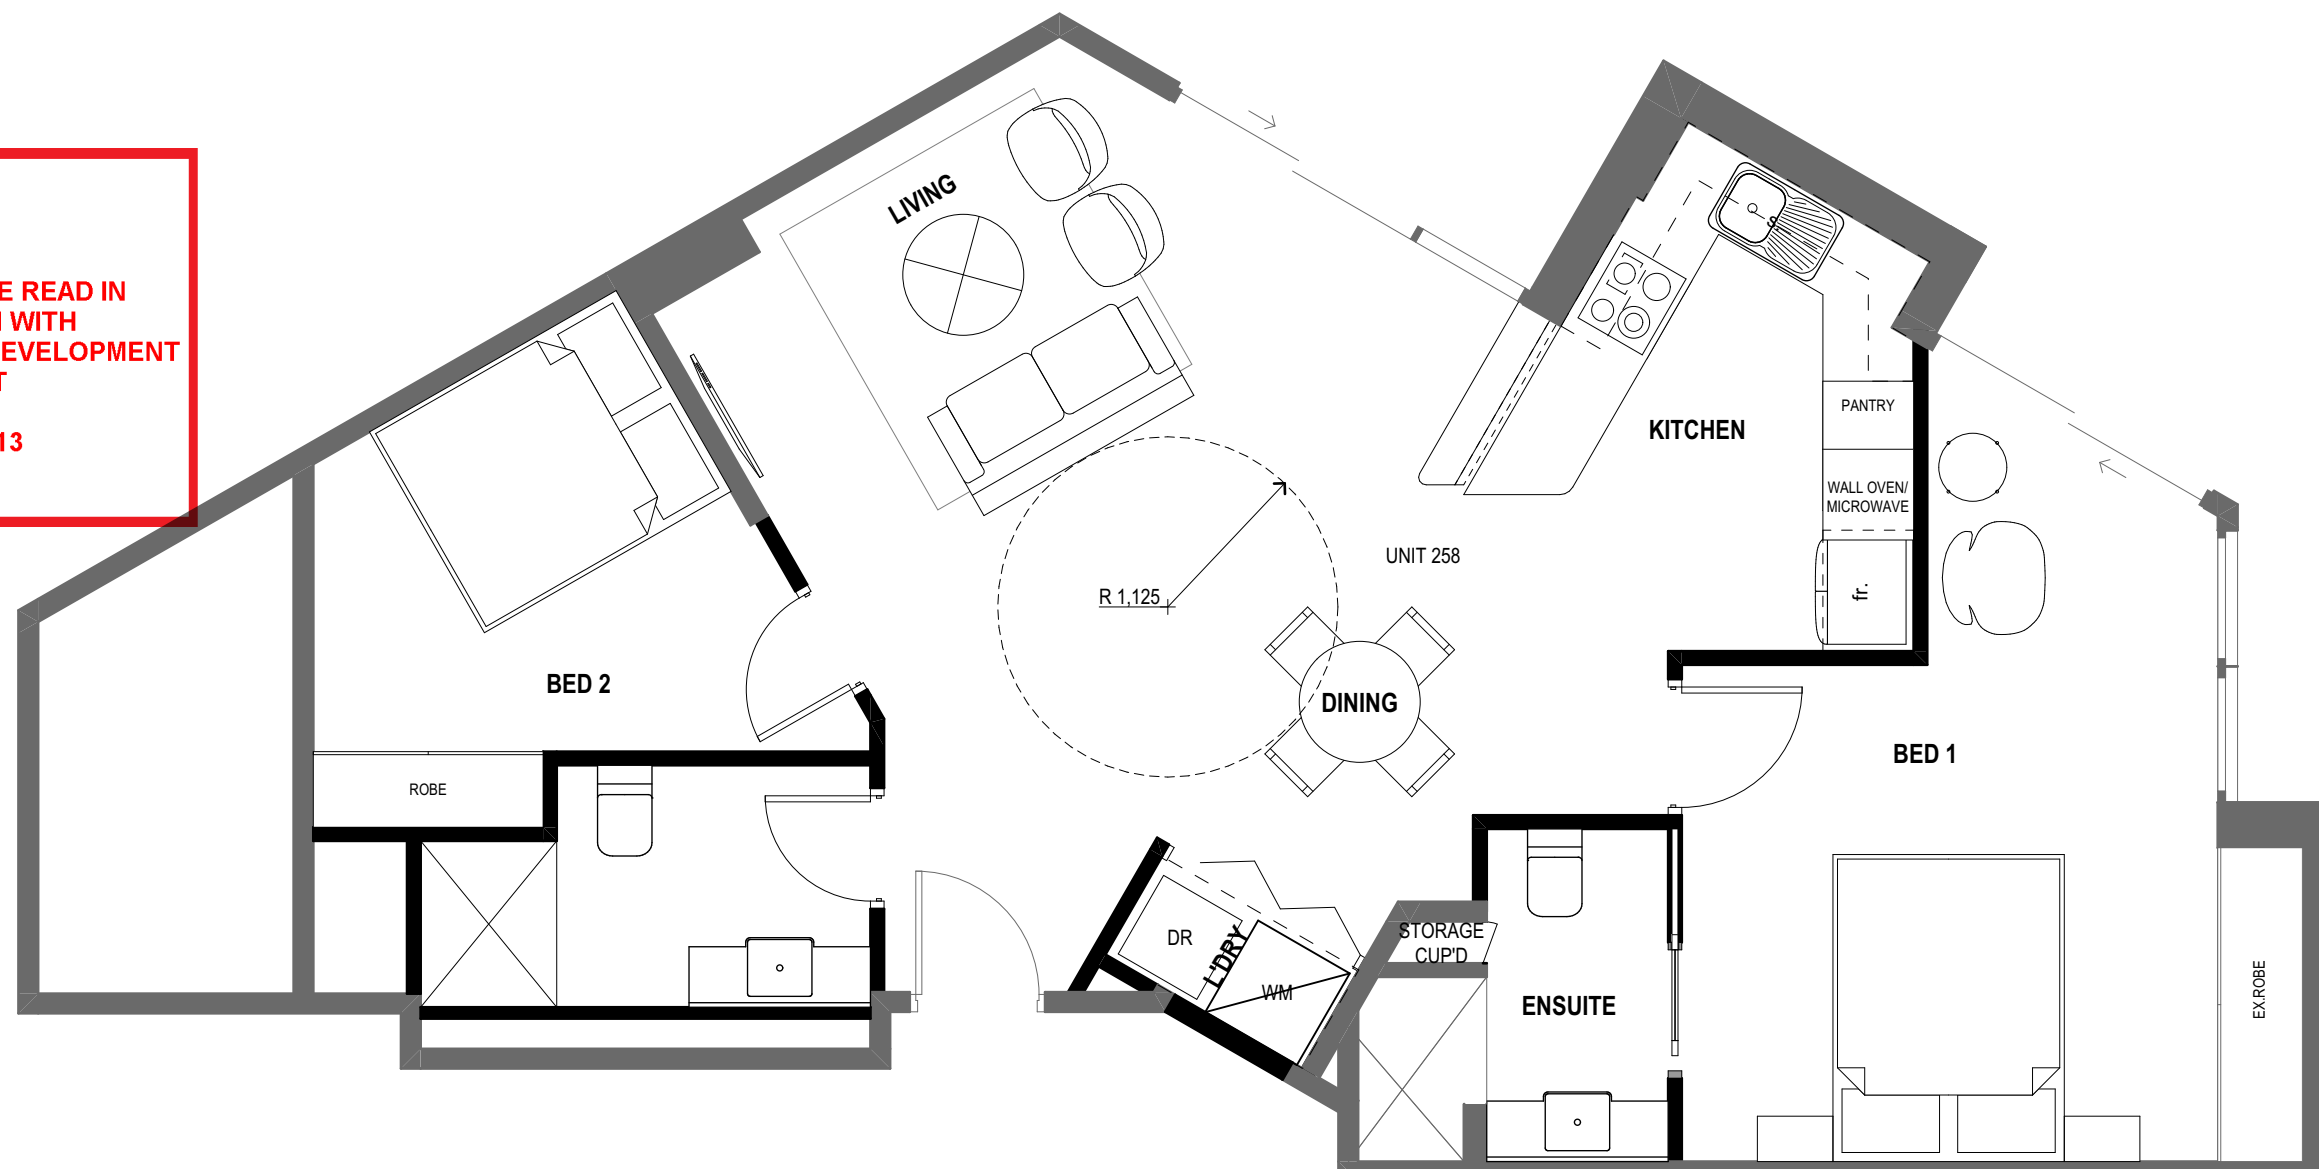 E READ IN
WITH
EVELOPMENT
T
13
LIVING
KITCHEN
PANTRY
WALL OVEN/
MICROWAVE
fr.
UNIT 258
R 1,125
DINING
BED 2
ROBE
BED 1
DR
L'DRY
WM
STORAGE
CUP'D
ENSUITE
EX.ROBE